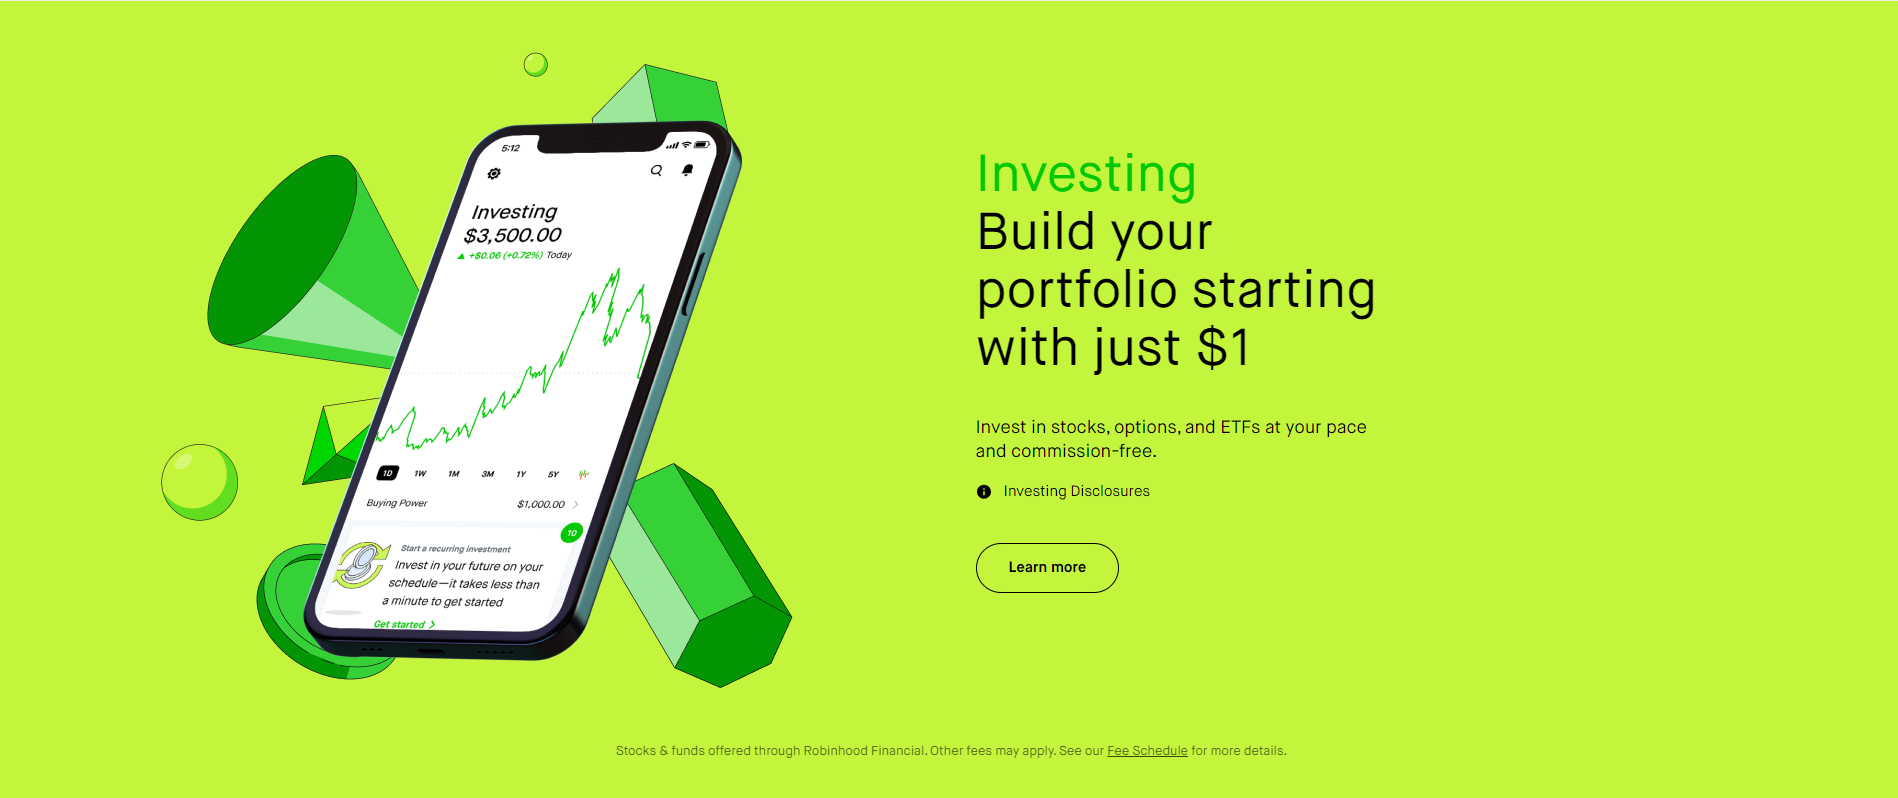 5:12
Investing
$3,500.00
+$0.06 (+0.72%) Today
1D 1W 1M 3M 1Y 5Y
Buying Power $1,000.00
10
Start a recurring investment
Invest in your future on your
schedule—it takes less than
a minute to get started
Get started
Investing
Build your
portfolio starting
with just $1
Invest in stocks, options, and ETFs at your pace
and commission-free.
Investing Disclosures
Learn more
Stocks & funds offered through Robinhood Financial. Other fees may apply. See our Fee Schedule for more details.